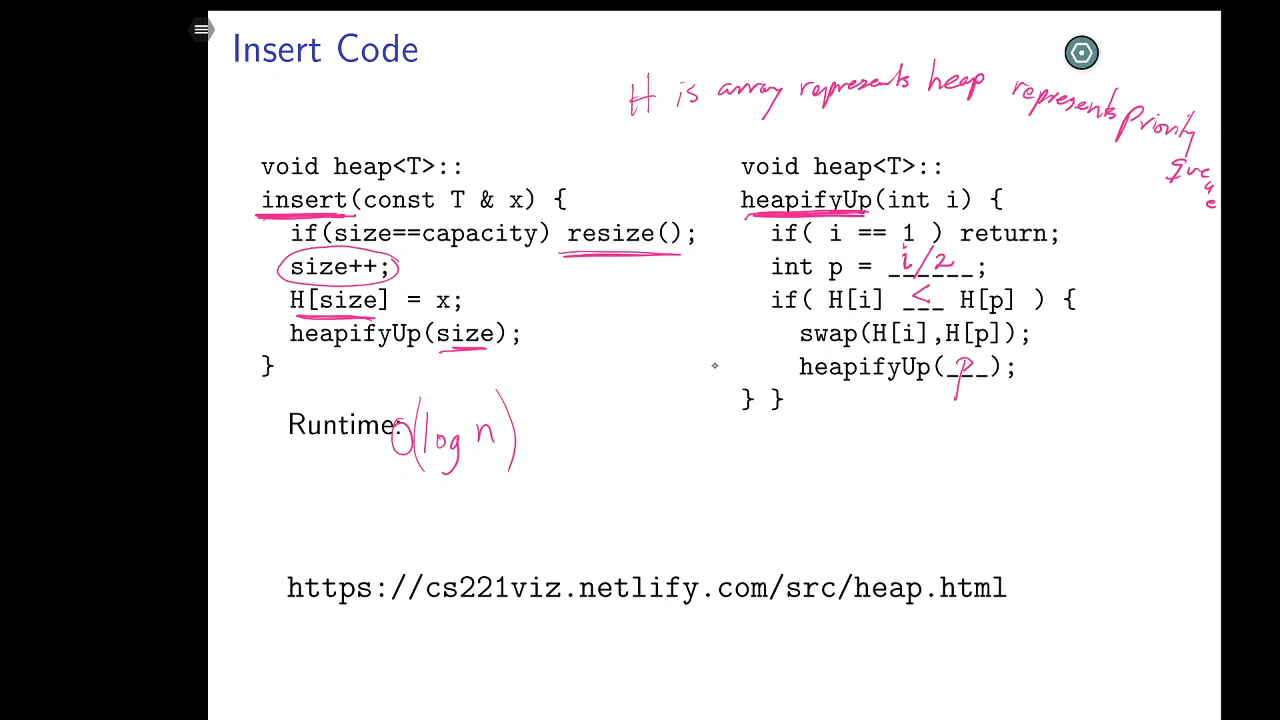 Insert Code
H is array represents heap represents Priority
queue
void heap<T>::
insert(const T & x) {
if(size==capacity) resize();
size++;
H[size] = x;
heapifyUp(size);
}
Runtime: O(log n)
void heap<T>::
heapifyUp(int i) {
if( i == 1 ) return;
int p = i/2;
if( H[i] < H[p] ) {
swap(H[i],H[p]);
heapifyUp(p);
} }
https://cs221viz.netlify.com/src/heap.html